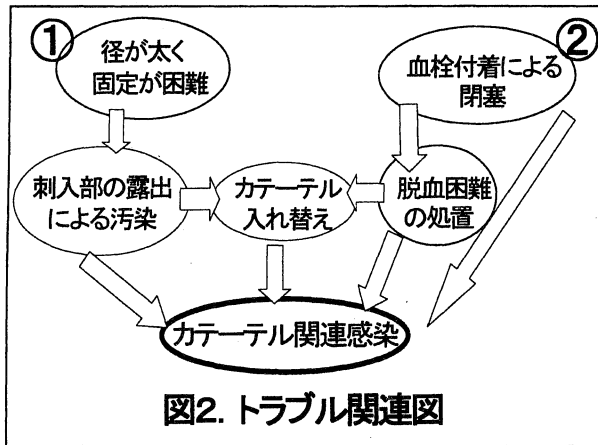 ①
径が太く
固定が困難
②
血栓付着による
閉塞
刺入部の露出
による汚染
カテーテル
入れ替え
脱血困難
の処置
カテーテル関連感染
図2. トラブル関連図